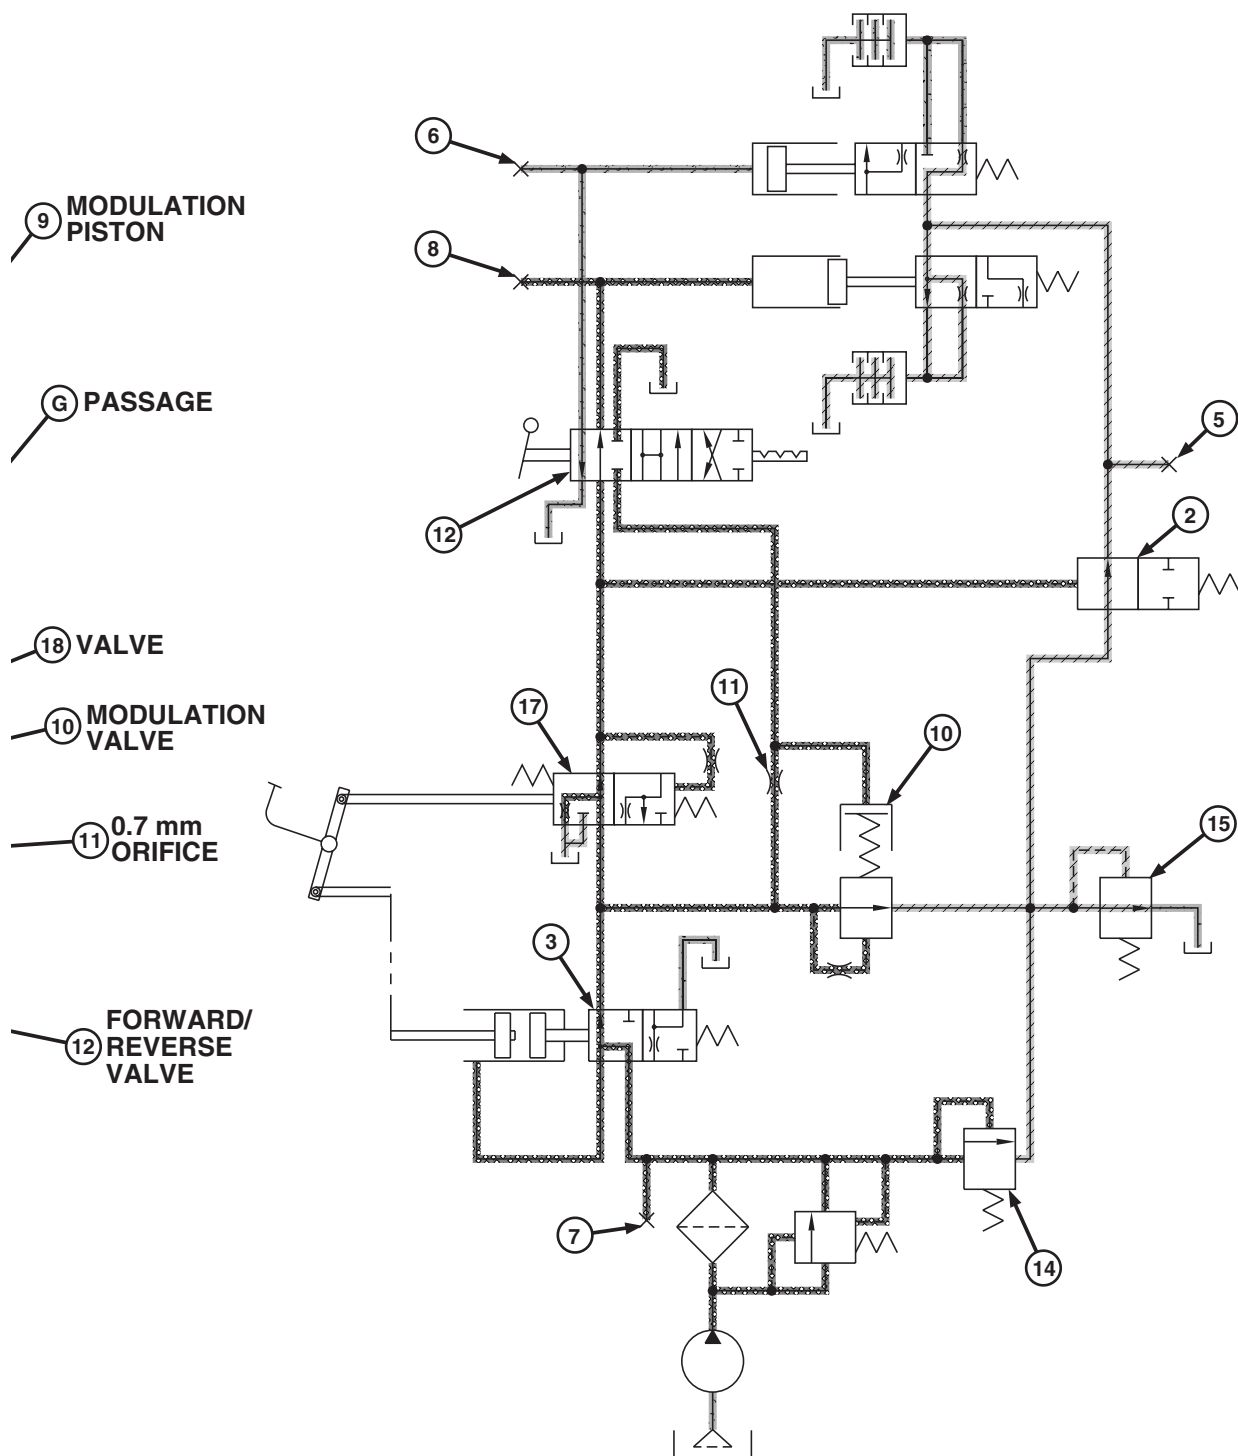 6
9 MODULATION
PISTON
8
G PASSAGE
5
2
12
18 VALVE
11
17
10 MODULATION
VALVE
10
11 0.7 mm
ORIFICE
15
3
12 FORWARD/
REVERSE
VALVE
7
14